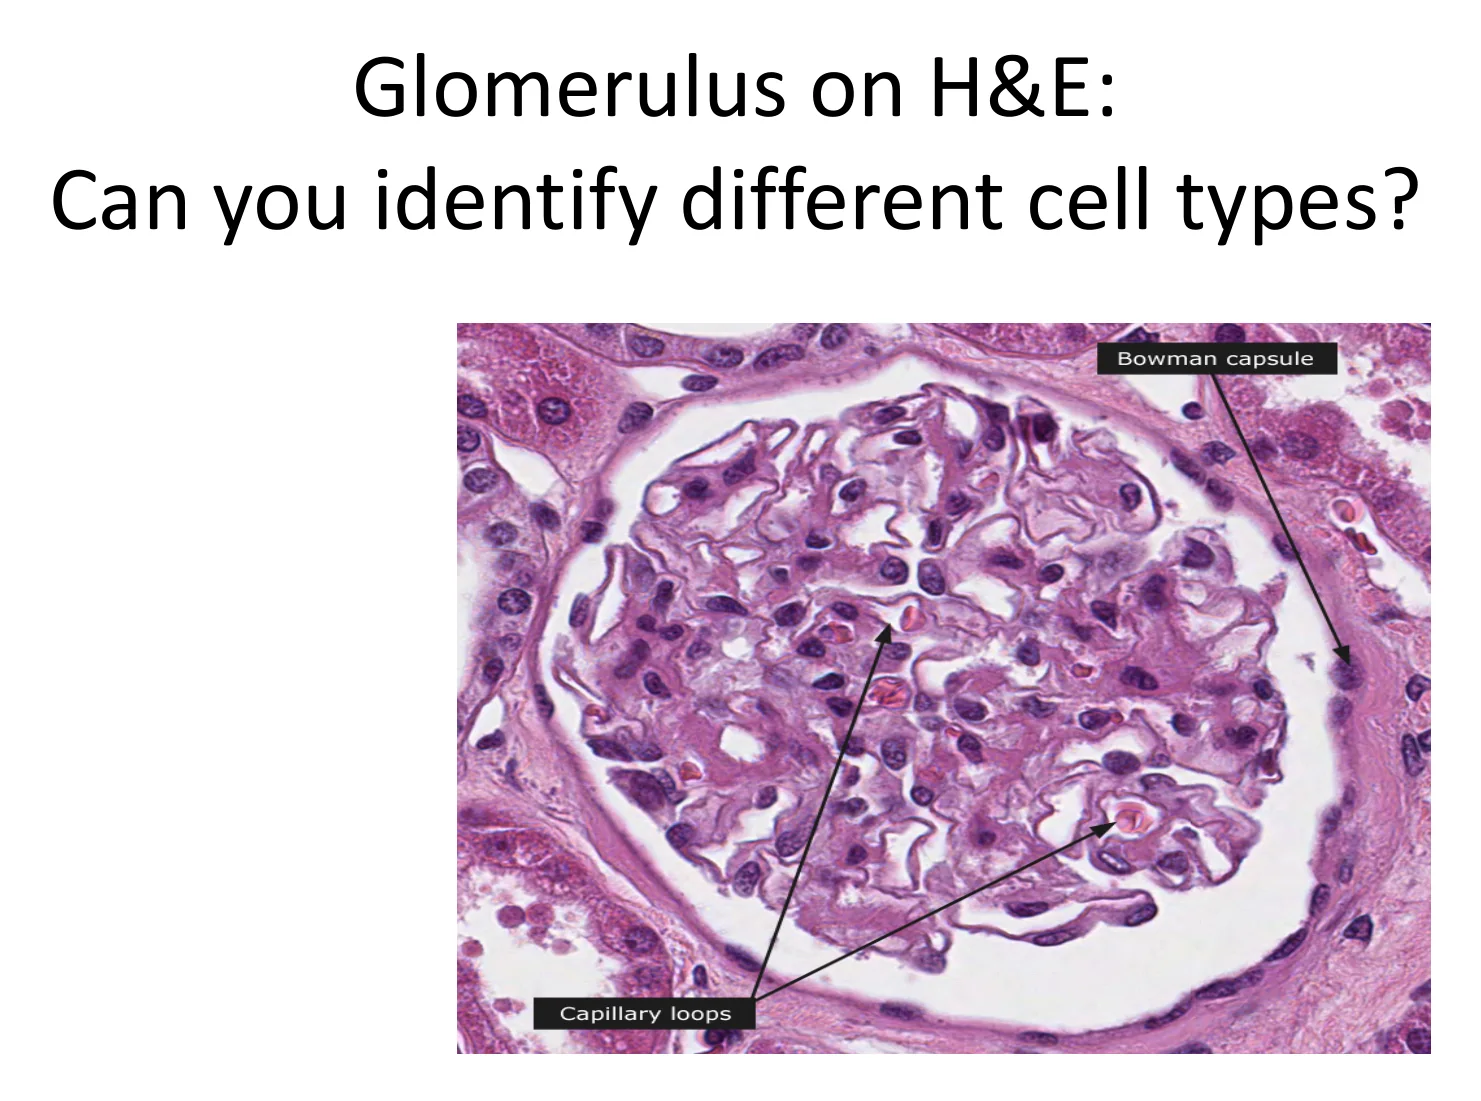 Glomerulus on H&E:
Can you identify different cell types?
Bowman capsule
Capillary loops